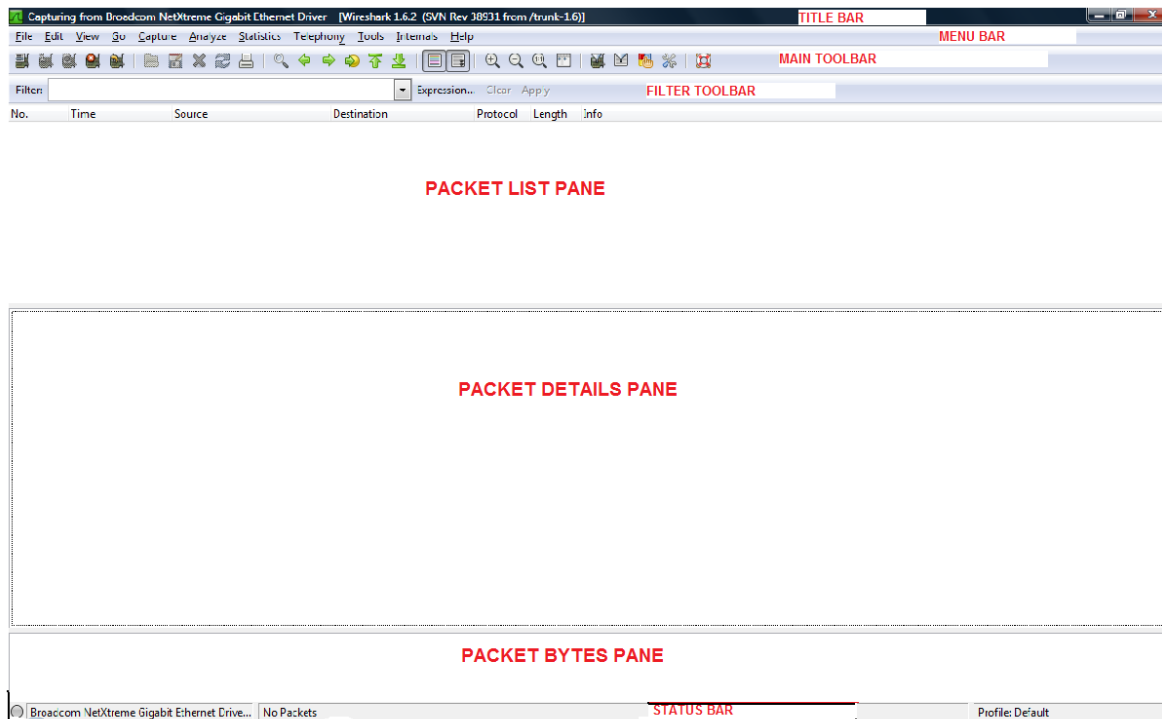 Capturing from Broadcom NetXtreme Gigabit Ethernet Driver [Wireshark 1.6.2 (SVN Rev 38931 from /trunk-1.6)] TITLE BAR
File Edit View Go Capture Analyze Statistics Telephony Tools Internals Help MENU BAR
MAIN TOOLBAR
Filter: Expression... Clear Apply FILTER TOOLBAR
No. Time Source Destination Protocol Length Info
PACKET LIST PANE
PACKET DETAILS PANE
PACKET BYTES PANE
Broadcom NetXtreme Gigabit Ethernet Drive... No Packets STATUS BAR Profile: Default